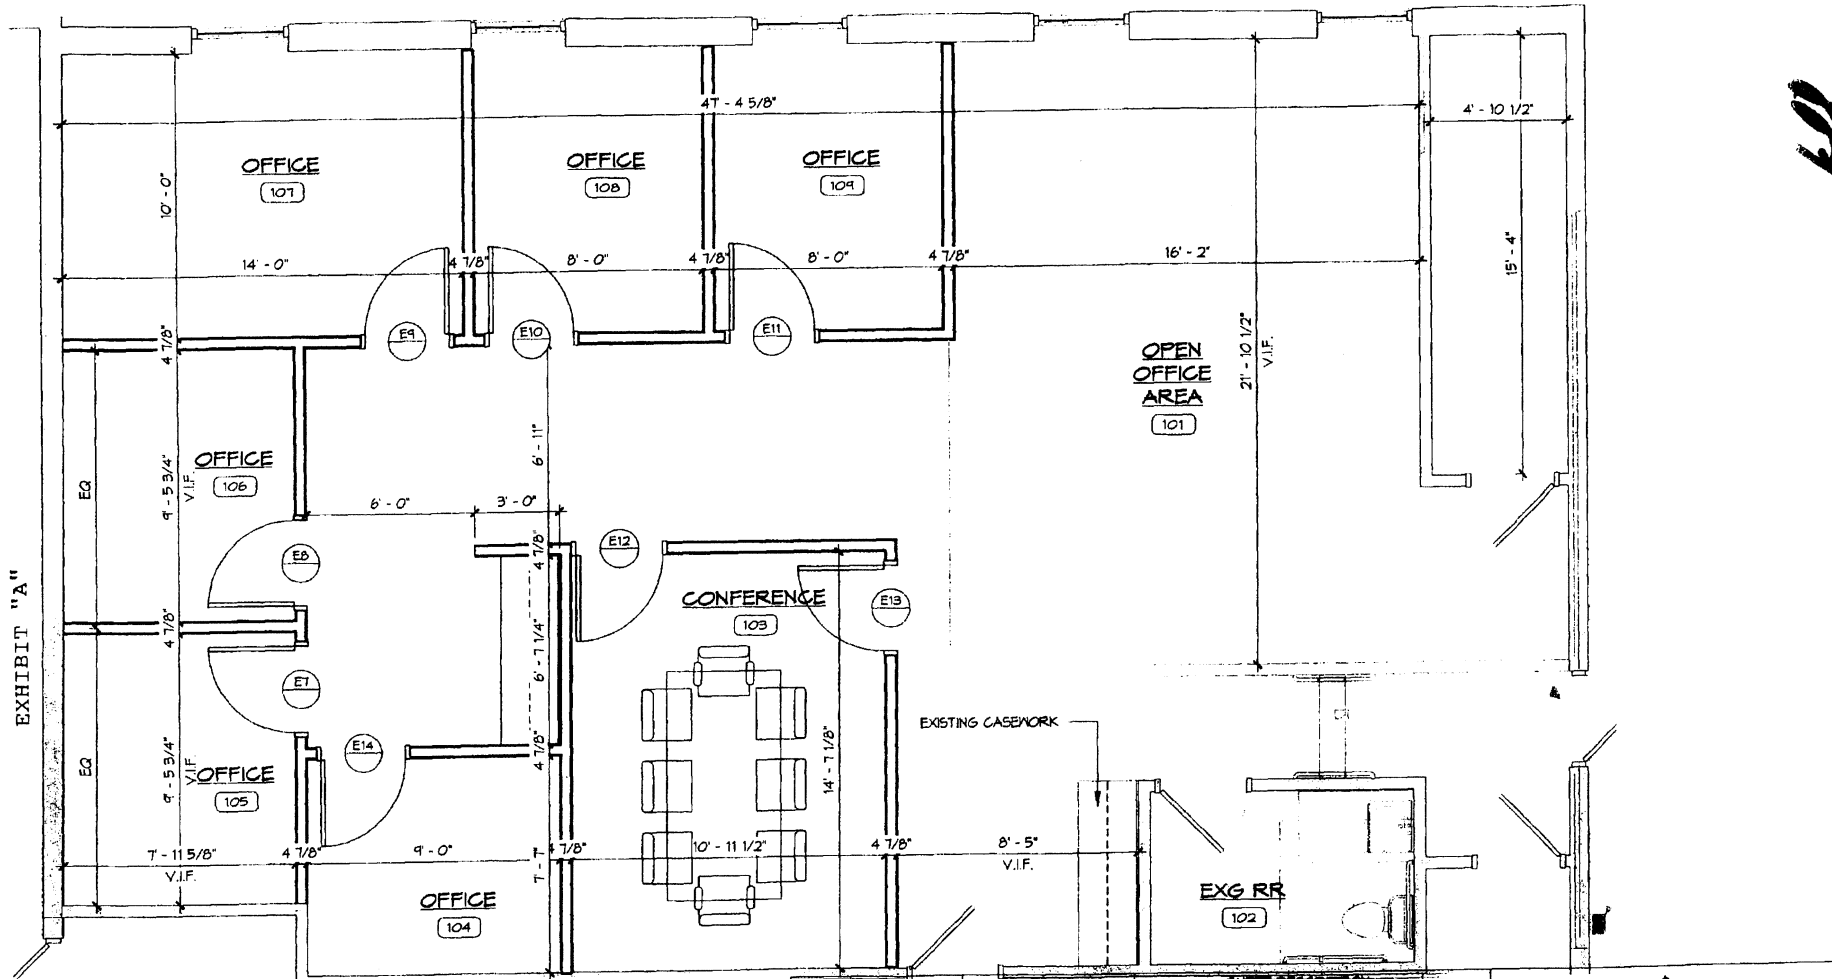 47' - 4 5/8"
4' - 10 1/2"
OFFICE
107
OFFICE
108
OFFICE
109
10' - 0"
14' - 0"
4 7/8"
8' - 0"
4 7/8"
8' - 0"
4 7/8"
16' - 2"
15' - 4"
E9
E10
E11
4 7/8"
21' - 10 1/2"
V.I.F.
OPEN
OFFICE
AREA
101
6' - 11"
OFFICE
106
EQ
9' - 5 3/4"
V.I.F.
6' - 0"
3' - 0"
E8
4 7/8"
E12
CONFERENCE
103
E13
EXHIBIT "A"
4 7/8"
6' - 7 1/4"
E7
E14
4 7/8"
EXISTING CASEWORK
14' - 7 1/8"
EQ
9' - 5 3/4"
V.I.F.
OFFICE
105
7' - 11 5/8"
V.I.F.
4 7/8"
9' - 0"
7' - 7"
4 7/8"
10' - 11 1/2"
4 7/8"
8' - 5"
V.I.F.
OFFICE
104
EXG RR
102